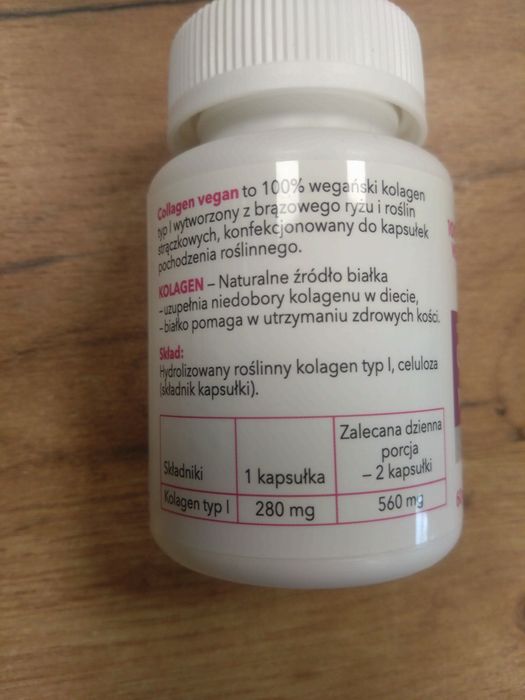 Collagen vegan to 100% wegański kolagen
typ I wytworzony z brązowego ryżu i roślin
strączkowych, konfekcjonowany do kapsułek
pochodzenia roślinnego.
KOLAGEN – Naturalne źródło białka
– uzupełnia niedobory kolagenu w diecie,
– białko pomaga w utrzymaniu zdrowych kości.
Skład:
Hydrolizowany roślinny kolagen typ I, celuloza
(składnik kapsułki).
Składniki 1 kapsułka Zalecana dzienna
porcja
– 2 kapsułki
Kolagen typ I 280 mg 560 mg